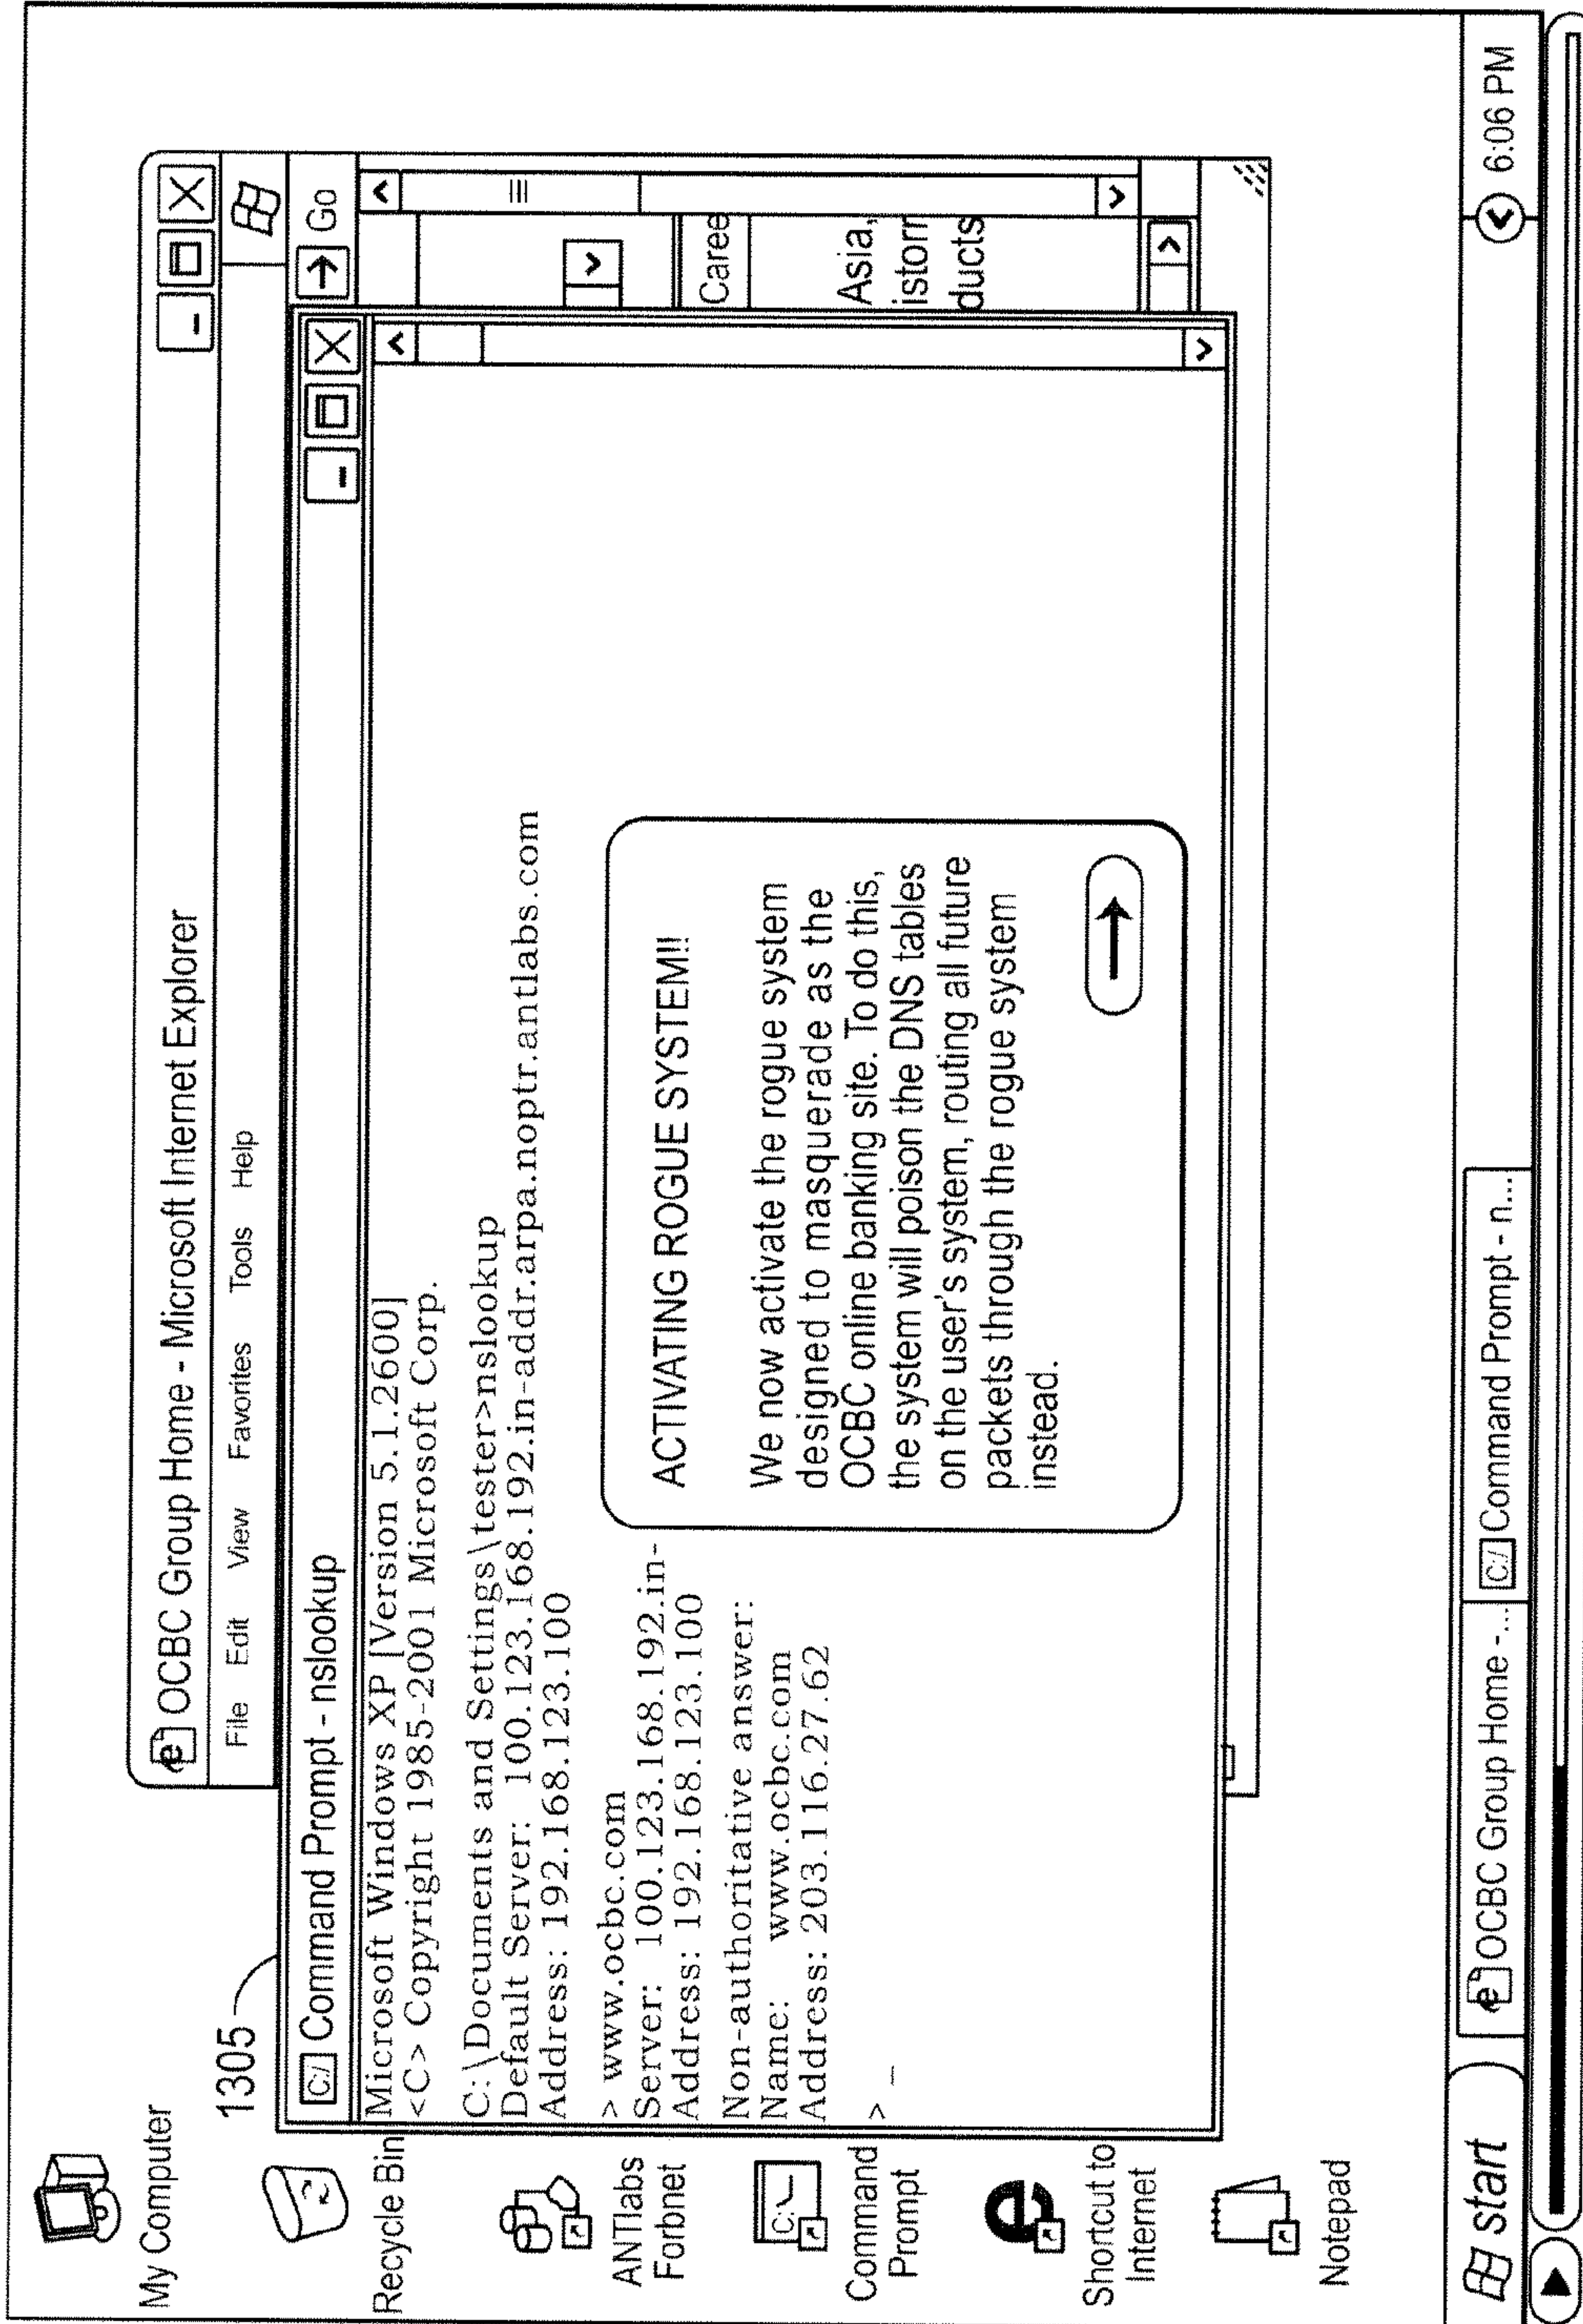 My Computer
Recycle Bin
ANTlabs
Forbnet
Command
Prompt
Shortcut to
Internet
Notepad
1305
OCBC Group Home - Microsoft Internet Explorer
File Edit View Favorites Tools Help
Go
Caree
Asia,
istom
ducts
C:/ Command Prompt - nslookup
Microsoft Windows XP [Version 5.1.2600]
<C> Copyright 1985-2001 Microsoft Corp.
C:\Documents and Settings\tester>nslookup
Default Server: 100.123.168.192.in-addr.arpa.noptr.antlabs.com
Address: 192.168.123.100
> www.ocbc.com
Server: 100.123.168.192.in-
Address: 192.168.123.100
Non-authoritative answer:
Name: www.ocbc.com
Address: 203.116.27.62
> _
ACTIVATING ROGUE SYSTEM!!
We now activate the rogue system
designed to masquerade as the
OCBC online banking site. To do this,
the system will poison the DNS tables
on the user's system, routing all future
packets through the rogue system
instead.
start
OCBC Group Home -...
C:/ Command Prompt - n...
6:06 PM